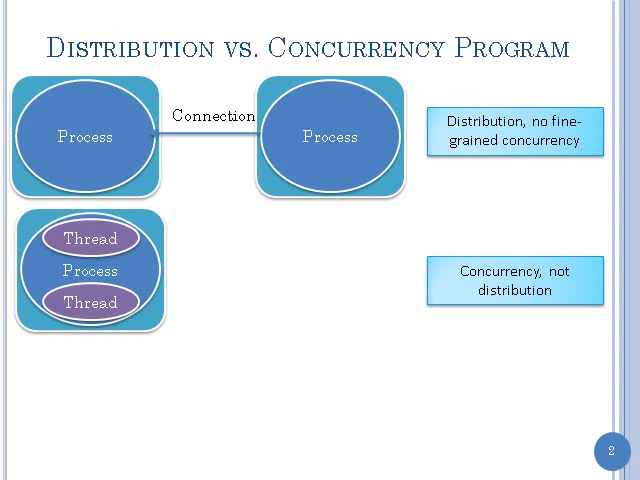 DISTRIBUTION VS. CONCURRENCY PROGRAM
Process
Connection
Process
Distribution, no fine-
grained concurrency
Thread
Process
Thread
Concurrency, not
distribution
2